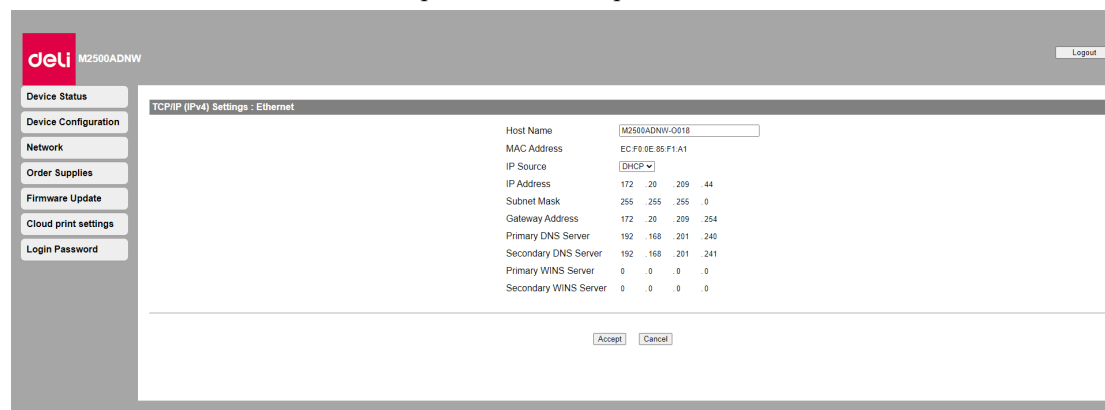 deli M2500ADNW
Logout
Device Status
Device Configuration
Network
Order Supplies
Firmware Update
Cloud print settings
Login Password
TCP/IP (IPv4) Settings : Ethernet
Host Name M2500ADNW-O018
MAC Address EC:F0:0E:85:F1:A1
IP Source DHCP
IP Address 172 .20 .209 .44
Subnet Mask 255 .255 .255 .0
Gateway Address 172 .20 .209 .254
Primary DNS Server 192 .168 .201 .240
Secondary DNS Server 192 .168 .201 .241
Primary WINS Server 0 .0 .0 .0
Secondary WINS Server 0 .0 .0 .0
Accept Cancel